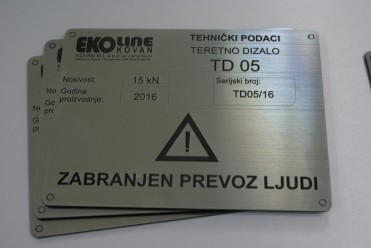 EKOLINE
KOVAN
TEHNIČKI PODACI
TERETNO DIZALO
TD 05
Nosivost: 15 kN
Serijski broj:
Godina
proizvodnje: 2016
TD05/16
ZABRANJEN PREVOZ LJUDI